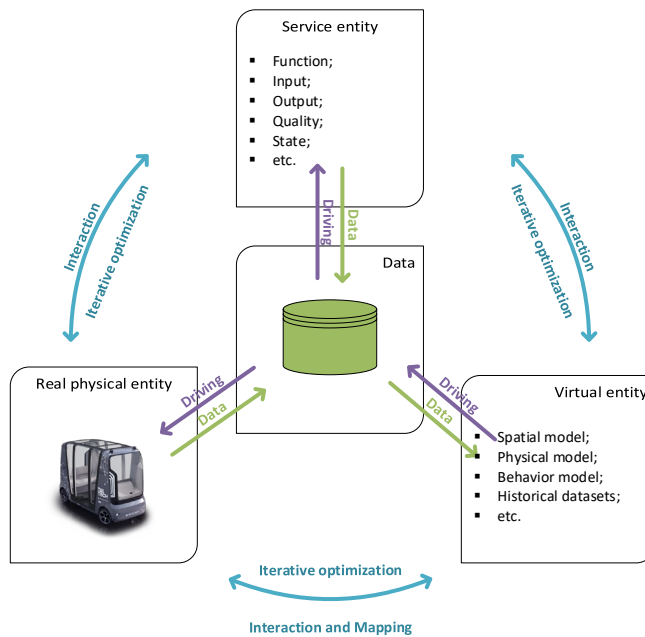 Service entity
▪ Function;
▪ Input;
▪ Output;
▪ Quality;
▪ State;
▪ etc.
Interaction
Iterative optimization
Interaction
Iterative optimization
Driving
Data
Data
Real physical entity
Driving
Data
Driving
Data
Virtual entity
▪ Spatial model;
▪ Physical model;
▪ Behavior model;
▪ Historical datasets;
▪ etc.
Iterative optimization
Interaction and Mapping